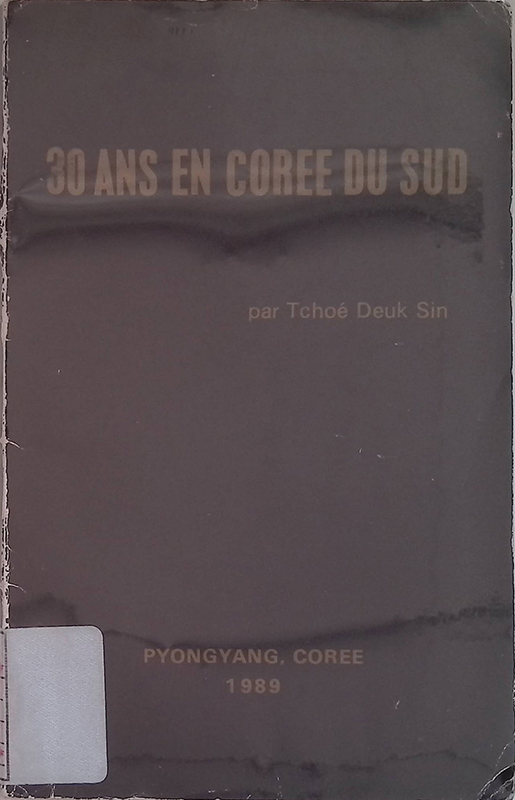 30 ANS EN COREE DU SUD
par Tchoé Deuk Sin
PYONGYANG, COREE
1989